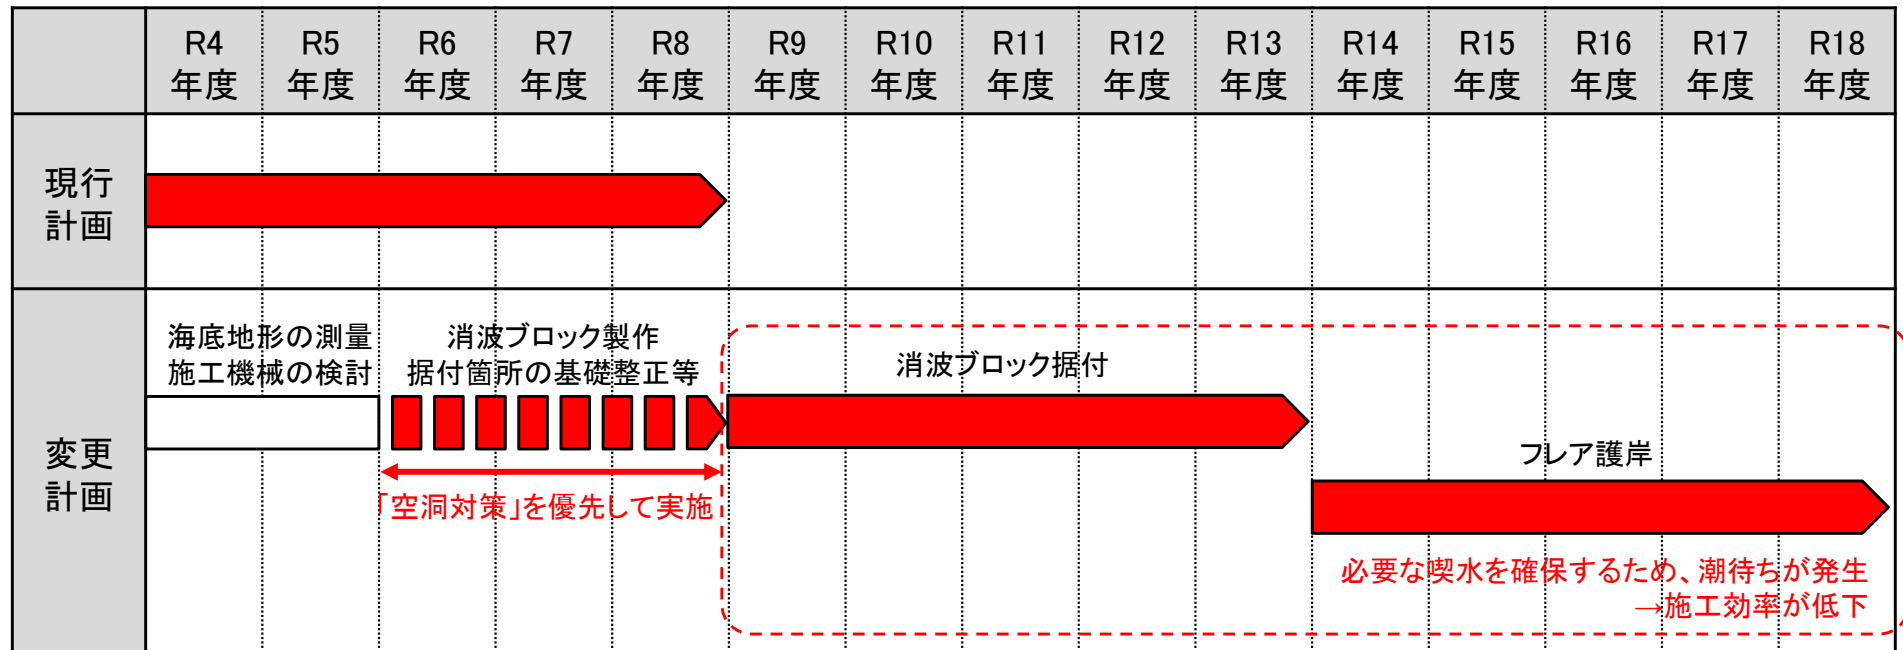 R4
年度
R5
年度
R6
年度
R7
年度
R8
年度
R9
年度
R10
年度
R11
年度
R12
年度
R13
年度
R14
年度
R15
年度
R16
年度
R17
年度
R18
年度
現行
計画
変更
計画
海底地形の測量
施工機械の検討
消波ブロック製作
据付箇所の基礎整正等
「空洞対策」を優先して実施
消波ブロック据付
フレア護岸
必要な喫水を確保するため、潮待ちが発生
→施工効率が低下